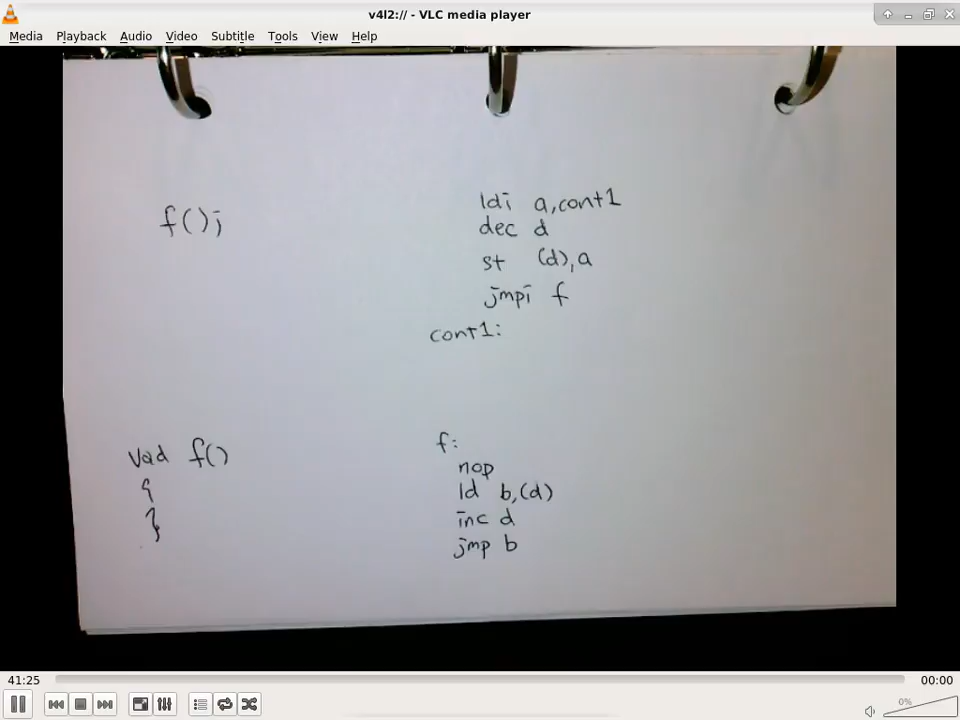 v4l2:// - VLC media player
Media Playback Audio Video Subtitle Tools View Help
f();
ldi a,cont1
dec d
st (d),a
jmpi f
cont1:
void f()
{
}
f:
nop
ld b,(d)
inc d
jmp b
41:25
00:00
0%